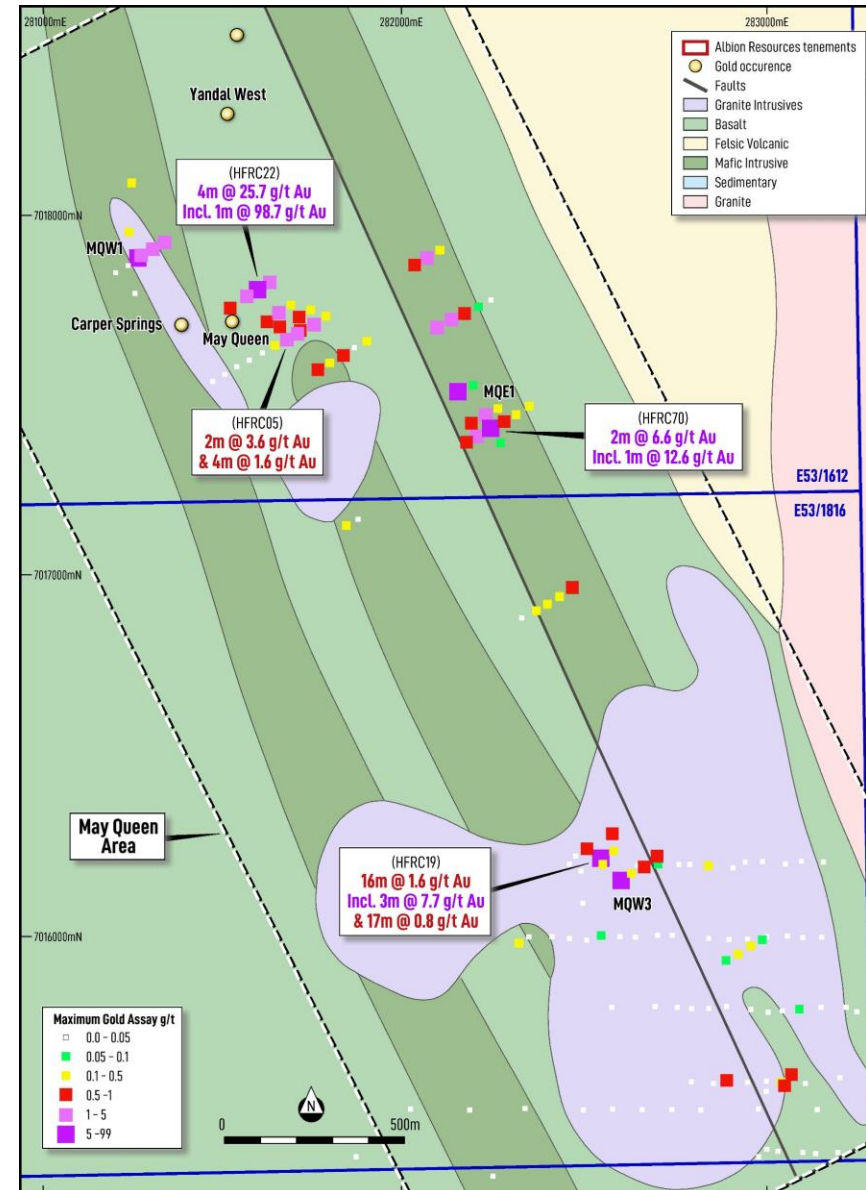 281000mE
282000mE
283000mE
Albion Resources tenements
Gold occurence
Faults
Granite Intrusives
Basalt
Felsic Volcanic
Mafic Intrusive
Sedimentary
Granite
Yandal West
(HFRC22)
4m @ 25.7 g/t Au
Incl. 1m @ 98.7 g/t Au
7018000mN
MQW1
Carper Springs
May Queen
MQE1
(HFRC05)
2m @ 3.6 g/t Au
& 4m @ 1.6 g/t Au
(HFRC70)
2m @ 6.6 g/t Au
Incl. 1m @ 12.6 g/t Au
E53/1612
E53/1816
7017000mN
May Queen
Area
(HFRC19)
16m @ 1.6 g/t Au
Incl. 3m @ 7.7 g/t Au
& 17m @ 0.8 g/t Au
MQW3
7016000mN
Maximum Gold Assay g/t
0.0 - 0.05
0.05 - 0.1
0.1 - 0.5
0.5 -1
1 - 5
5 -99
N
0
500m